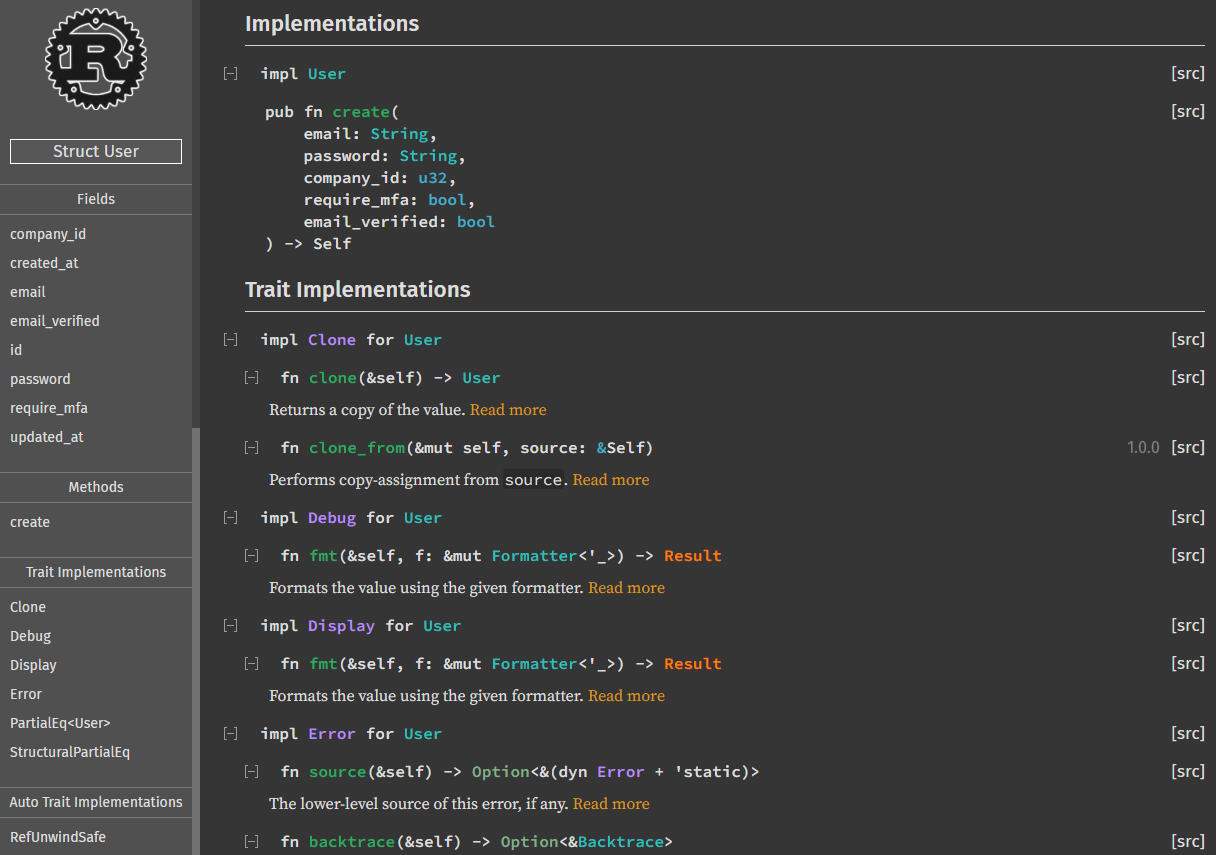 R
Struct User
Fields
company_id
created_at
email
email_verified
id
password
require_mfa
updated_at
Methods
create
Trait Implementations
Clone
Debug
Display
Error
PartialEq<User>
StructuralPartialEq
Auto Trait Implementations
RefUnwindSafe
Implementations
[-] impl User [src]
pub fn create( [src]
email: String,
password: String,
company_id: u32,
require_mfa: bool,
email_verified: bool
) -> Self
Trait Implementations
[-] impl Clone for User [src]
[-] fn clone(&self) -> User [src]
Returns a copy of the value. Read more
[-] fn clone_from(&mut self, source: &Self) 1.0.0 [src]
Performs copy-assignment from source. Read more
[-] impl Debug for User [src]
[-] fn fmt(&self, f: &mut Formatter<'_>) -> Result [src]
Formats the value using the given formatter. Read more
[-] impl Display for User [src]
[-] fn fmt(&self, f: &mut Formatter<'_>) -> Result [src]
Formats the value using the given formatter. Read more
[-] impl Error for User [src]
[-] fn source(&self) -> Option<&(dyn Error + 'static)> [src]
The lower-level source of this error, if any. Read more
[-] fn backtrace(&self) -> Option<&Backtrace> [src]